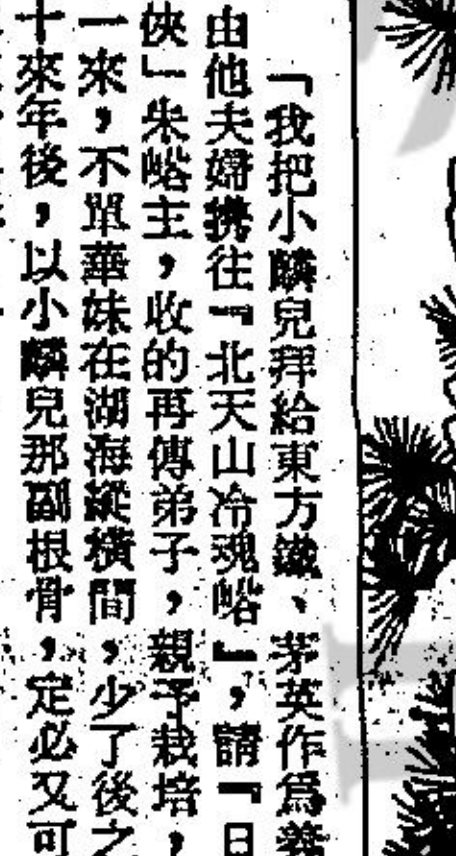 「我把小麟兒拜給東方鐵、茅英作爲義
由他夫婦携往『北天山冷魂峪』,請『日
俠』朱峪主,收的再傳弟子,親予栽培,
一來,不單華妹在湖海縱橫間,少了後之
十來年後,以小麟兒那副根骨,定必又可